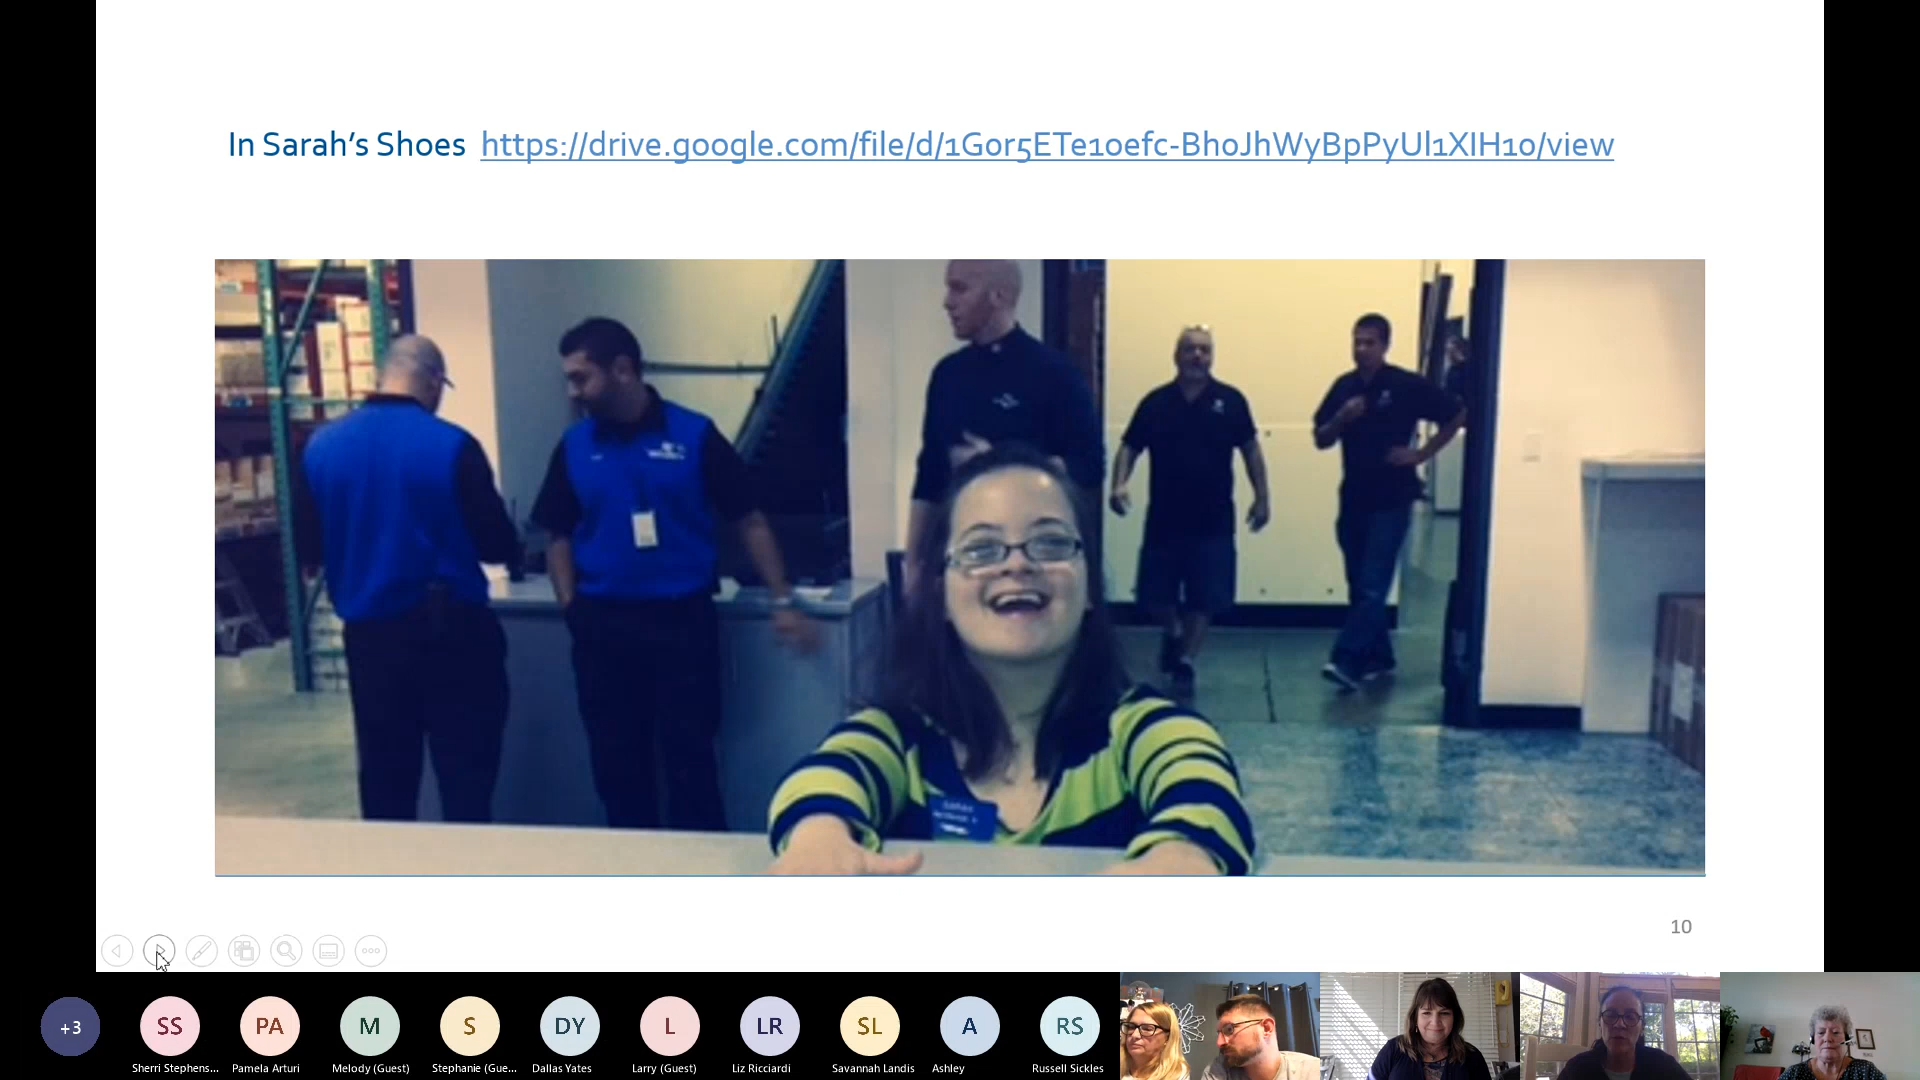 In Sarah’s Shoes https://drive.google.com/file/d/1Gor5ETe1oefc-BhoJhWyBpPyUl1XIH1o/view
10
+3
SS
PA
M
S
DY
L
LR
SL
A
RS
Sherri Stephens...
Pamela Arturi
Melody (Guest)
Stephanie (Gue...
Dallas Yates
Larry (Guest)
Liz Ricciardi
Savannah Landis
Ashley
Russell Sickles